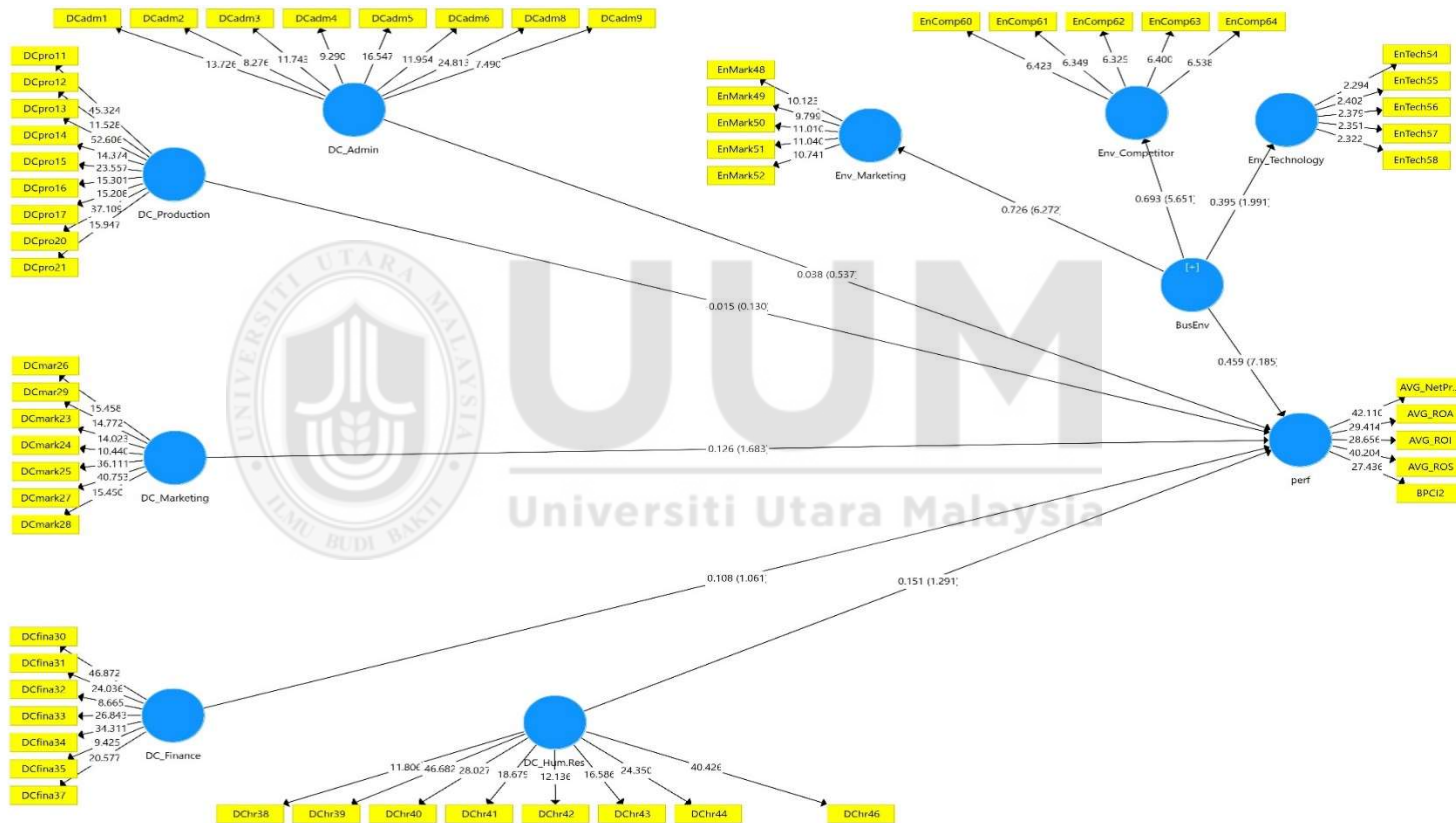 DCadm1 DCadm2 DCadm3 DCadm4 DCadm5 DCadm6 DCadm8 DCadm9
13.726 8.276 11.743 9.290 16.547 11.954 24.813 7.490
DC_Admin
DCpro11
DCpro12
DCpro13
DCpro14
DCpro15
DCpro16
DCpro17
DCpro20
DCpro21
45.324
11.528
52.606
14.374
23.557
15.301
15.208
37.109
15.947
DC_Production
EnMark48
EnMark49
EnMark50
EnMark51
EnMark52
10.123
9.799
11.010
11.040
10.741
Env_Marketing
EnComp60 EnComp61 EnComp62 EnComp63 EnComp64
6.423 6.349 6.325 6.400 6.538
Env_Competitor
EnTech54
EnTech55
EnTech56
EnTech57
EnTech58
2.294
2.402
2.379
2.351
2.322
Env_Technology
0.726 (6.272)
0.693 (5.651)
0.395 (1.991)
[+]
BusEnv
0.038 (0.537)
0.015 (0.130)
0.459 (7.185)
UNIVERSITI UTARA MALAYSIA
ILMU BUDI BAKTI
UUM
Universiti Utara Malaysia
DCmar26
DCmar29
DCmark23
DCmark24
DCmark25
DCmark27
DCmark28
15.458
14.772
14.023
10.440
36.111
40.753
15.450
DC_Marketing
0.126 (1.683)
AVG_NetPr...
AVG_ROA
AVG_ROI
AVG_ROS
BPCI2
42.110
29.414
28.656
40.204
27.436
perf
0.108 (1.061)
0.151 (1.291)
DCfina30
DCfina31
DCfina32
DCfina33
DCfina34
DCfina35
DCfina37
46.872
24.036
8.665
26.843
34.311
9.425
20.577
DC_Finance
DC_Hum.Res
11.806 46.682 28.027 18.679 12.136 16.586 24.350 40.426
DChr38 DChr39 DChr40 DChr41 DChr42 DChr43 DChr44 DChr46